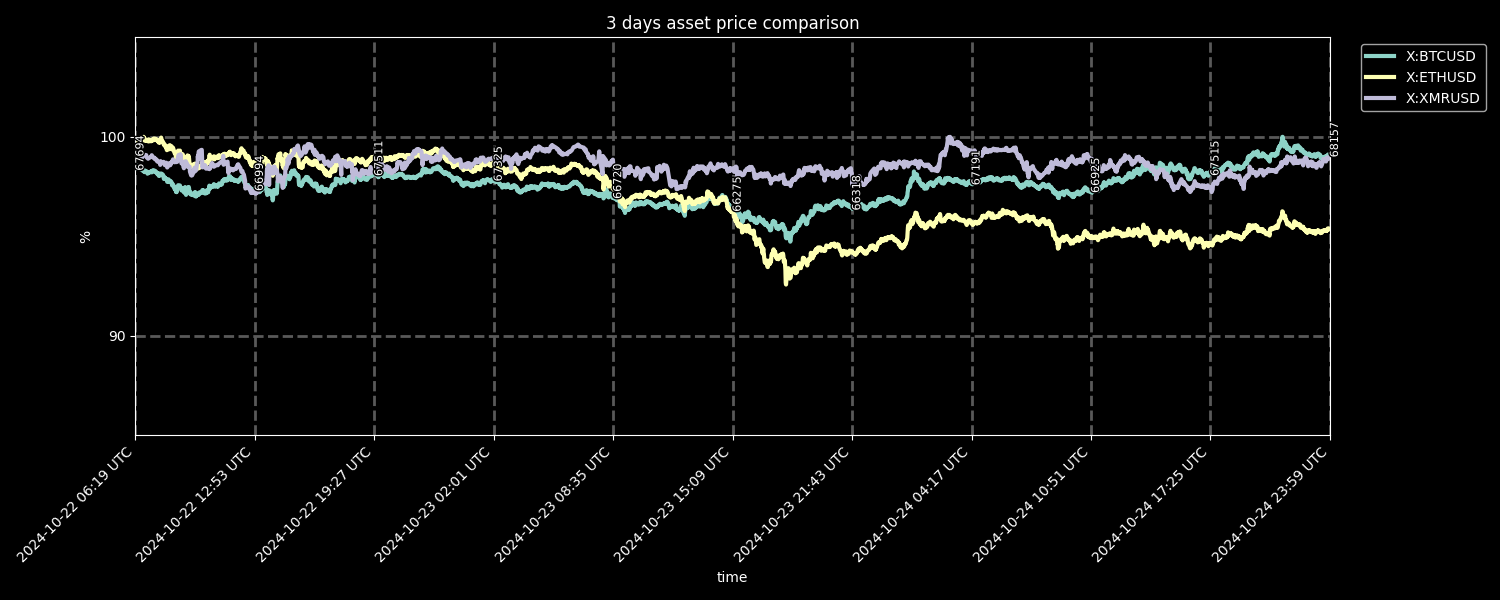 3 days asset price comparison
X:BTCUSD
X:ETHUSD
X:XMRUSD
%
100
90
66994
67511
67325
66720
66275
66318
67191
66925
67515
68157
2024-10-22 06:19 UTC
2024-10-22 12:53 UTC
2024-10-22 19:27 UTC
2024-10-23 02:01 UTC
2024-10-23 08:35 UTC
2024-10-23 15:09 UTC
2024-10-23 21:43 UTC
2024-10-24 04:17 UTC
2024-10-24 10:51 UTC
2024-10-24 17:25 UTC
2024-10-24 23:59 UTC
time